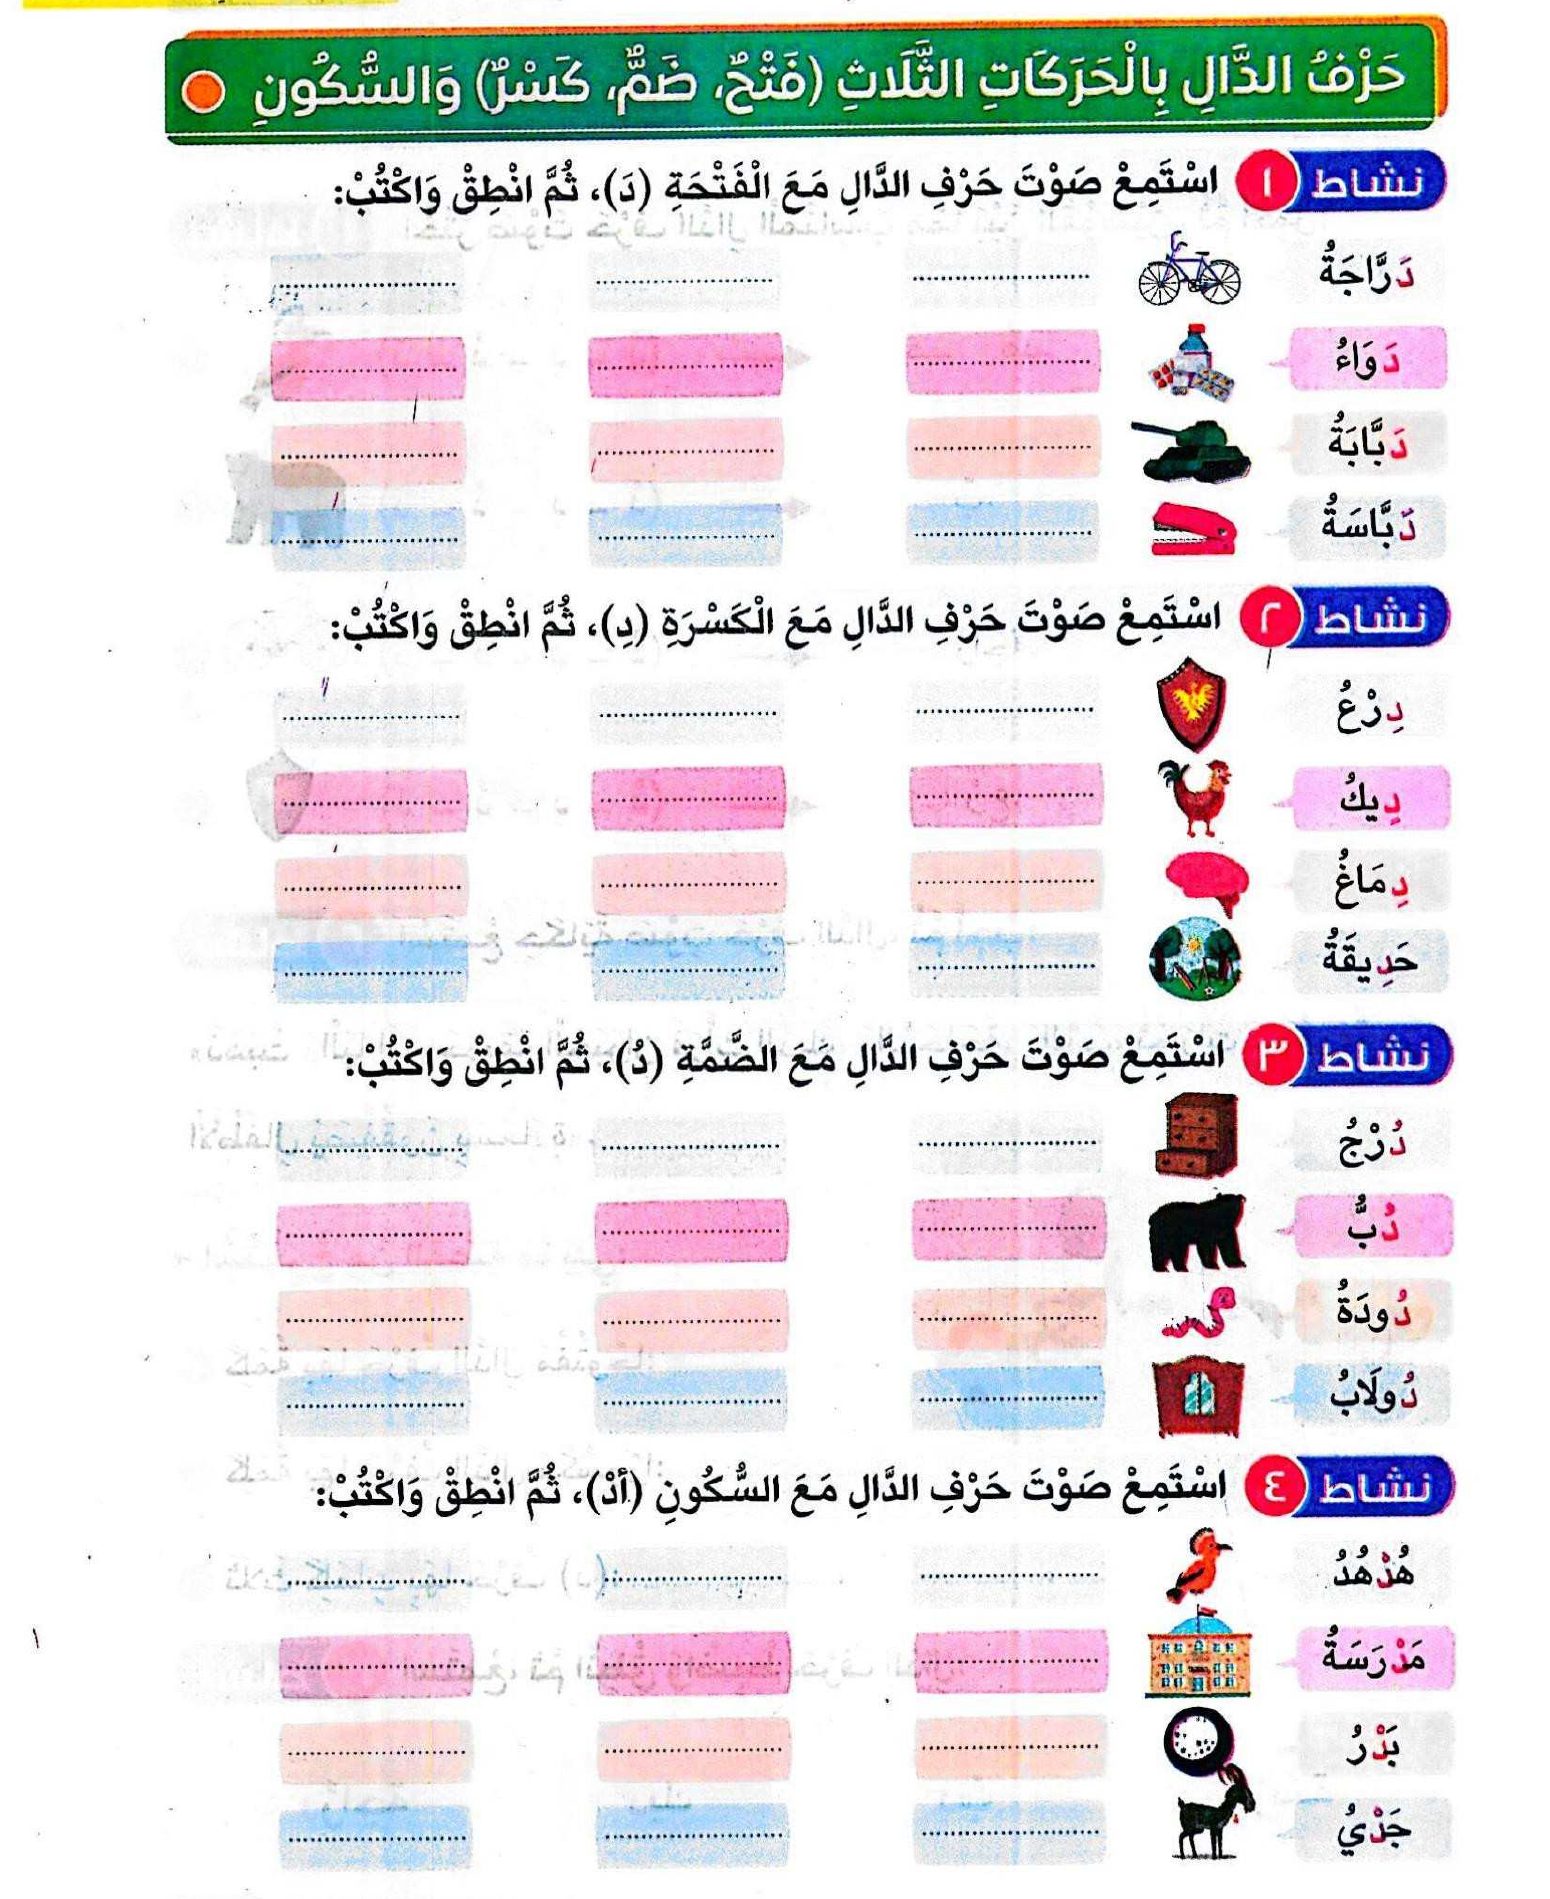 حَرْفُ الدَّالِ بِالْحَرَكَاتِ الثَّلَاثِ (فَتْحٌ، ضَمٌّ، كَسْرٌ) وَالسُّكُونِ
نشاط ١ اسْتَمِعْ صَوْتَ حَرْفِ الدَّالِ مَعَ الْفَتْحَةِ (دَ)، ثُمَّ انْطِقْ وَاكْتُبْ:
دَرَّاجَةُ
دَوَاءُ
دَبَّابَةُ
دَبَّاسَةُ
نشاط ٢ اسْتَمِعْ صَوْتَ حَرْفِ الدَّالِ مَعَ الْكَسْرَةِ (دِ)، ثُمَّ انْطِقْ وَاكْتُبْ:
دِرْعُ
دِيكُ
دِمَاغُ
حَدِيقَةُ
نشاط ٣ اسْتَمِعْ صَوْتَ حَرْفِ الدَّالِ مَعَ الضَّمَّةِ (دُ)، ثُمَّ انْطِقْ وَاكْتُبْ:
دُرْجُ
دُبُّ
دُودَةُ
دُولَابُ
نشاط ٤ اسْتَمِعْ صَوْتَ حَرْفِ الدَّالِ مَعَ السُّكُونِ (أدْ)، ثُمَّ انْطِقْ وَاكْتُبْ:
هُدْهُدُ
مَدْرَسَةُ
بَدْرُ
جَدْيُ